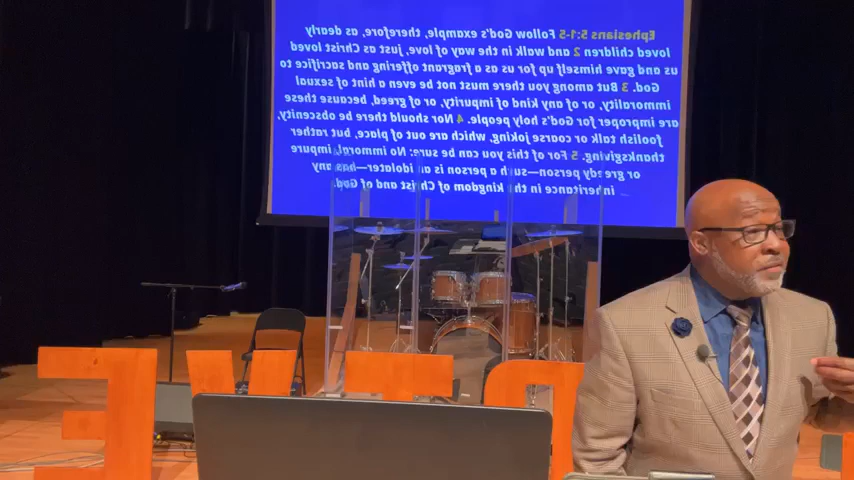 Ephesians 5:1-5 Follow God's example, therefore, as dearly
loved children 2 and walk in the way of love, just as Christ loved
us and gave himself up for us as a fragrant offering and sacrifice to
God. 3 But among you there must not be even a hint of sexual
immorality, or of any kind of impurity, or of greed, because these
are improper for God's holy people. 4 Nor should there be obscenity,
foolish talk or coarse joking, which are out of place, but rather
thanksgiving. 5 For of this you can be sure: No immoral, impure
or greedy person—such a person is an idolater—has any
inheritance in the kingdom of Christ and of God.